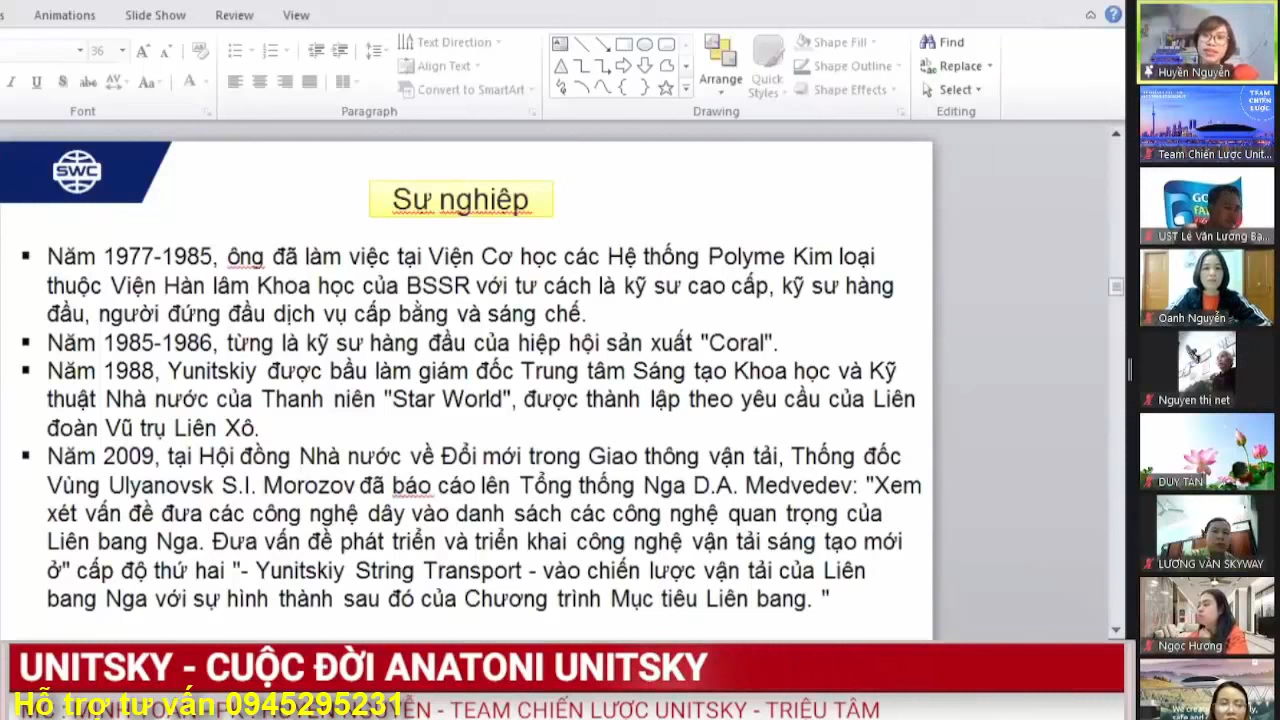 Animations Slide Show Review View
36
Text Direction
Align T
Convert to SmartArt
Arrange
Quick Styles
Shape Fill
Shape Outline
Shape Effects
Find
Replace
Select
Font Paragraph Drawing Editing
SWC
Sự nghiệp
Năm 1977-1985, ông đã làm việc tại Viện Cơ học các Hệ thống Polyme Kim loại
thuộc Viện Hàn lâm Khoa học của BSSR với tư cách là kỹ sư cao cấp, kỹ sư hàng
đầu, người đứng đầu dịch vụ cấp bằng và sáng chế.
Năm 1985-1986, từng là kỹ sư hàng đầu của hiệp hội sản xuất "Coral".
Năm 1988, Yunitskiy được bầu làm giám đốc Trung tâm Sáng tạo Khoa học và Kỹ
thuật Nhà nước của Thanh niên "Star World", được thành lập theo yêu cầu của Liên
đoàn Vũ trụ Liên Xô.
Năm 2009, tại Hội đồng Nhà nước về Đổi mới trong Giao thông vận tải, Thống đốc
Vùng Ulyanovsk S.I. Morozov đã báo cáo lên Tổng thống Nga D.A. Medvedev: "Xem
xét vấn đề đưa các công nghệ dây vào danh sách các công nghệ quan trọng của
Liên bang Nga. Đưa vấn đề phát triển và triển khai công nghệ vận tải sáng tạo mới
ở" cấp độ thứ hai "- Yunitskiy String Transport - vào chiến lược vận tải của Liên
bang Nga với sự hình thành sau đó của Chương trình Mục tiêu Liên bang. "
UNITSKY - CUỘC ĐỜI ANATONI UNITSKY
Hỗ trợ tư vấn 0945295231
- TEAM CHIẾN LƯỢC UNITSKY - TRIỆU TÂM
Huyền Nguyễn
TEAM
CHIẾN
LƯỢC
Team Chiến Lược Unit...
UST Lê Văn Lương Ba...
Oanh Nguyễn
Nguyen thị net
DUY TÂN
LƯƠNG VĂN SKYWAY
Ngọc Hương